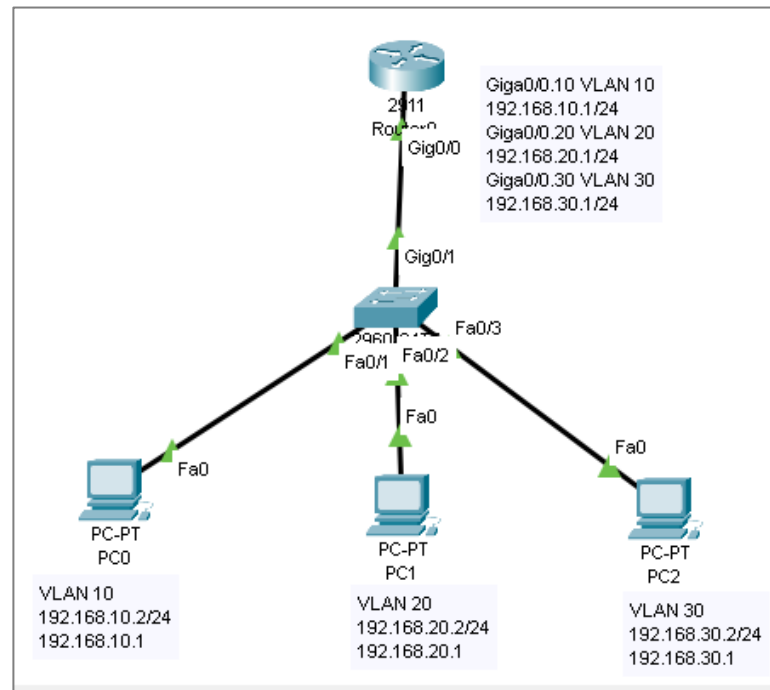 2911
Router0
Giga0/0.10 VLAN 10
192.168.10.1/24
Giga0/0.20 VLAN 20
192.168.20.1/24
Giga0/0.30 VLAN 30
192.168.30.1/24
Gig0/0
Gig0/1
Fa0/1
Fa0/2
Fa0/3
Fa0
Fa0
Fa0
PC-PT
PC0
PC-PT
PC1
PC-PT
PC2
VLAN 10
192.168.10.2/24
192.168.10.1
VLAN 20
192.168.20.2/24
192.168.20.1
VLAN 30
192.168.30.2/24
192.168.30.1